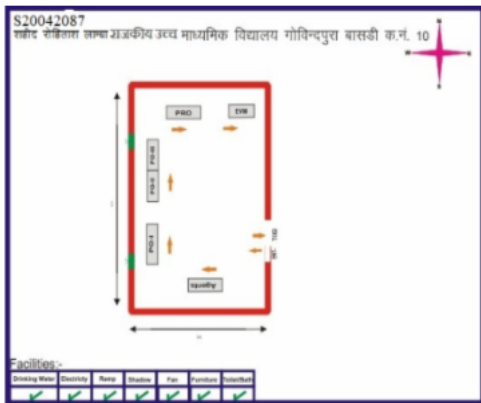 S20042087
शहीद रोहिताश लाम्बा राजकीय उच्च माध्यमिक विद्यालय गोविन्दपुरा बासडी क.नं. 10
N
W
S
PRO
EVM
PO-III
PO-II
PO-I
Agents
Facilities:-
Drinking Water Electricity Ramp Shadow Fan Furniture Toilet/Bath